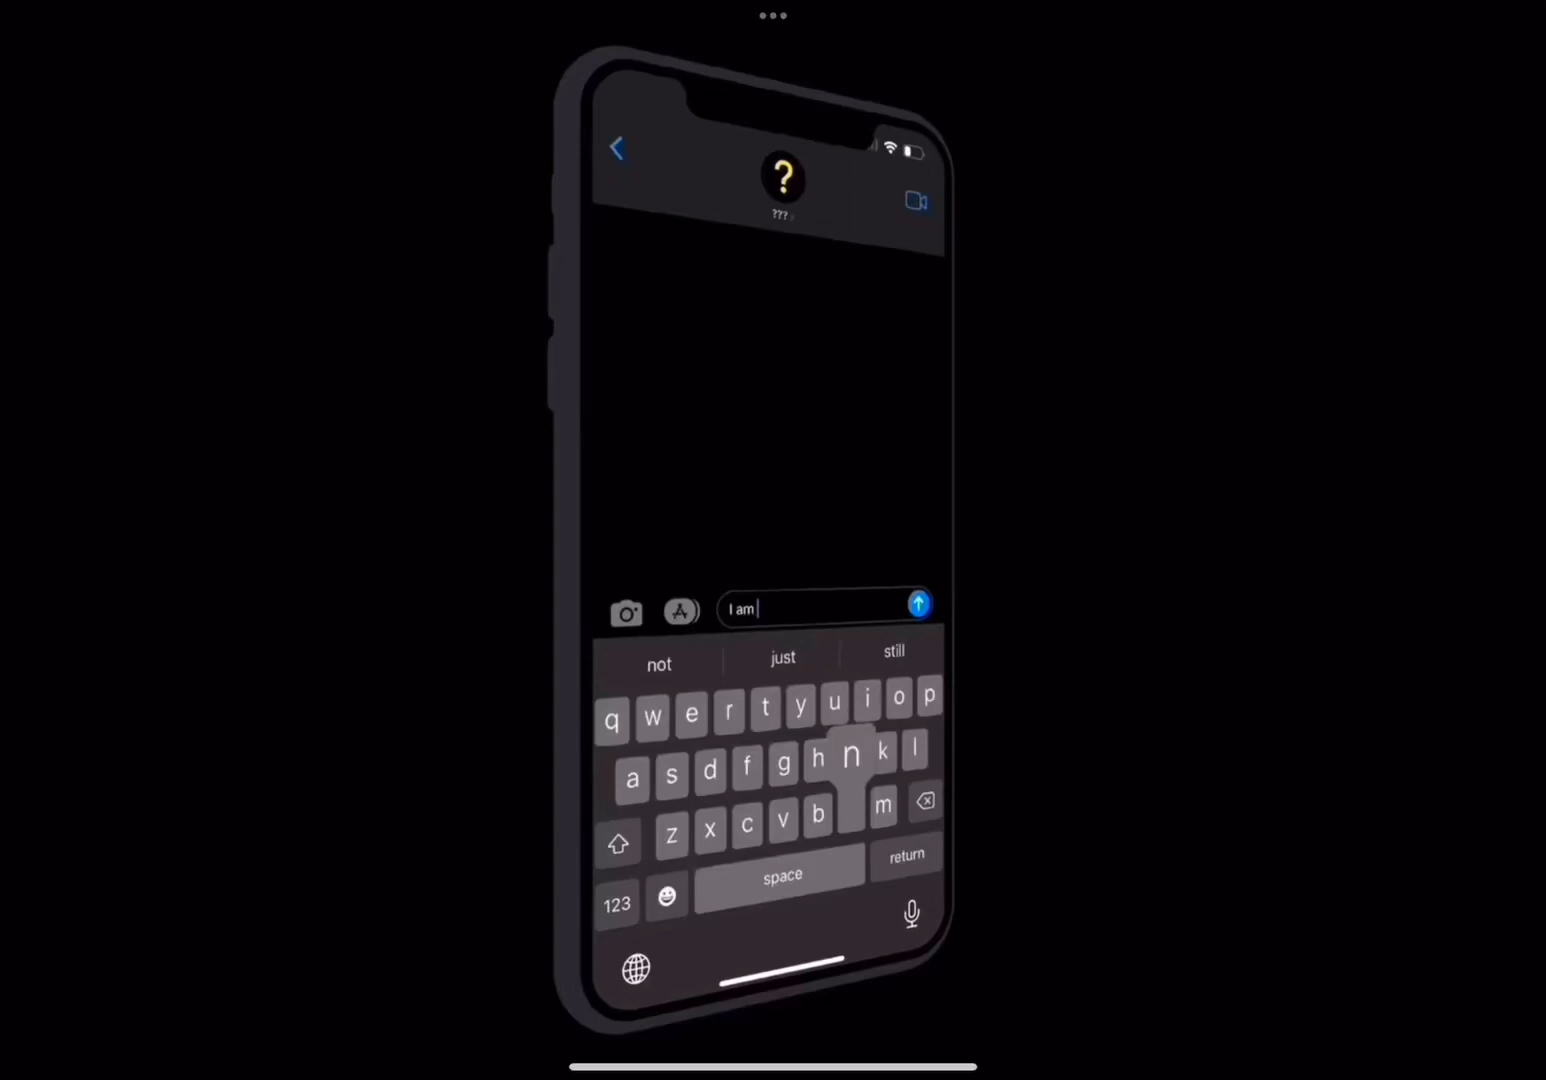 ?
???
I am
not just still
q w e r t y u i o p
a s d f g h n k l
z x c v b m
123 space return